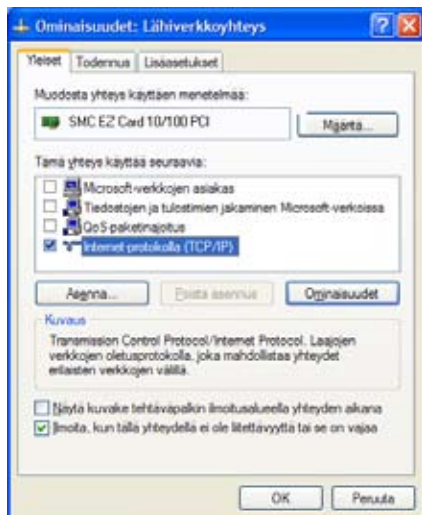 Ominaisuudet: Lähiverkkoyhteys
Yleiset Todennus Lisäasetukset
Muodosta yhteys käyttäen menetelmää:
SMC EZ Card 10/100 PCI
Määritä...
Tämä yhteys käyttää seuraavia:
Microsoft-verkkojen asiakas
Tiedostojen ja tulostimien jakaminen Microsoft-verkoissa
QoS-paketinajoitus
Internet-protokolla (TCP/IP)
Asenna... Poista asennus Ominaisuudet
Kuvaus
Transmission Control Protocol/Internet Protocol. Laajojen
verkkojen oletusprotokolla, joka mahdollistaa yhteydet
erilaisten verkkojen välillä.
Näytä kuvake tehtäväpalkin ilmoitusalueella yhteyden aikana
Ilmoita, kun tällä yhteydellä ei ole liitettävyyttä tai se on vajaa
OK Peruuta